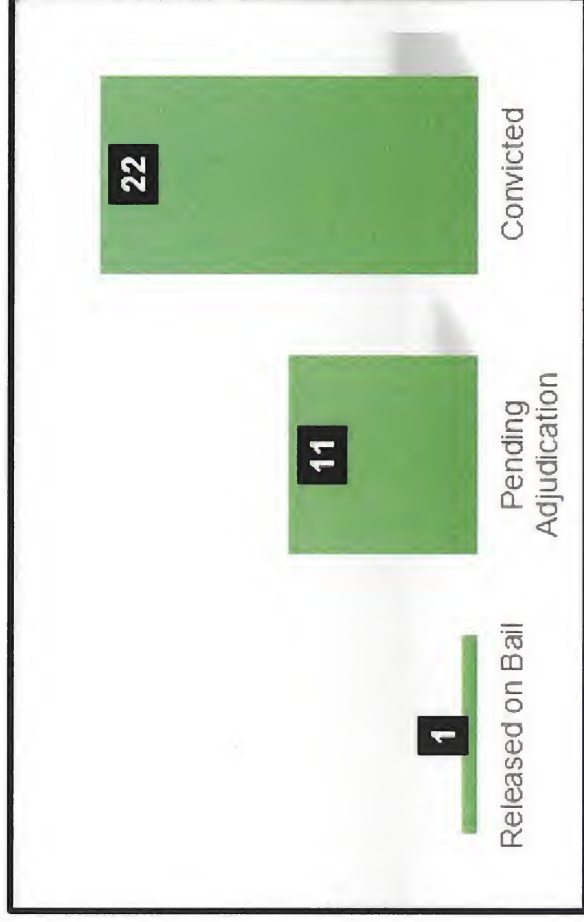 1
11
22
Released on Bail
Pending
Adjudication
Convicted